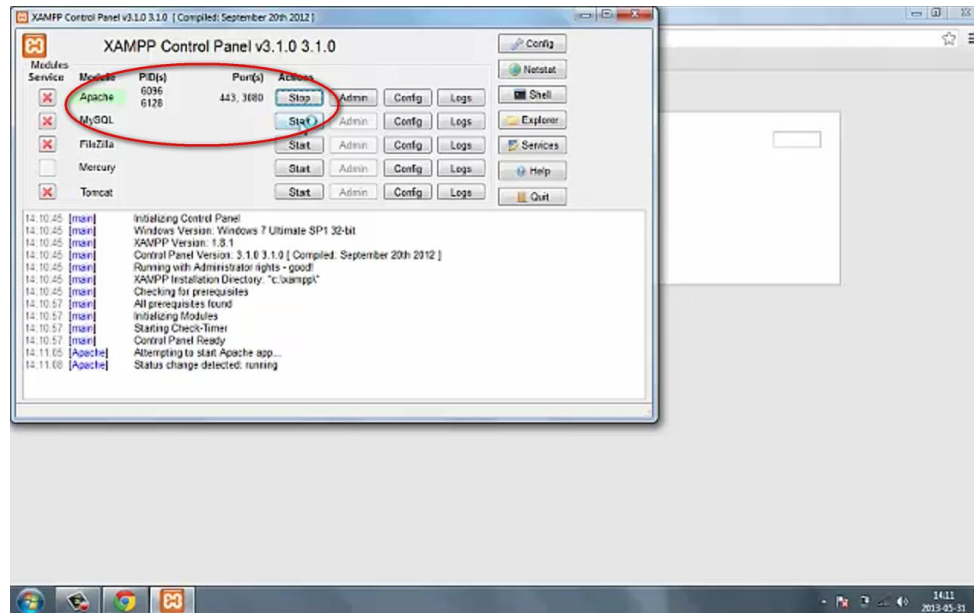 XAMPP Control Panel v3.1.0 3.1.0 [ Compiled: September 20th 2012 ]
XAMPP Control Panel v3.1.0 3.1.0
Config
Modules
Service Module PID(s) Port(s) Actions
Netstat
Apache 6096 6128 443, 3080 Stop Admin Config Logs
Shell
MySQL Start Admin Config Logs
Explorer
FileZilla Start Admin Config Logs
Services
Mercury Start Admin Config Logs
Help
Tomcat Start Admin Config Logs
Quit
14:10:45 [main] Initializing Control Panel
14:10:45 [main] Windows Version: Windows 7 Ultimate SP1 32-bit
14:10:45 [main] XAMPP Version: 1.8.1
14:10:45 [main] Control Panel Version: 3.1.0 3.1.0 [ Compiled: September 20th 2012 ]
14:10:45 [main] Running with Administrator rights - good!
14:10:45 [main] XAMPP Installation Directory: "c:\xampp\"
14:10:45 [main] Checking for prerequisites
14:10:57 [main] All prerequisites found
14:10:57 [main] Initializing Modules
14:10:57 [main] Starting Check-Timer
14:10:57 [main] Control Panel Ready
14:11:05 [Apache] Attempting to start Apache app...
14:11:08 [Apache] Status change detected: running
14:11
2013-05-31